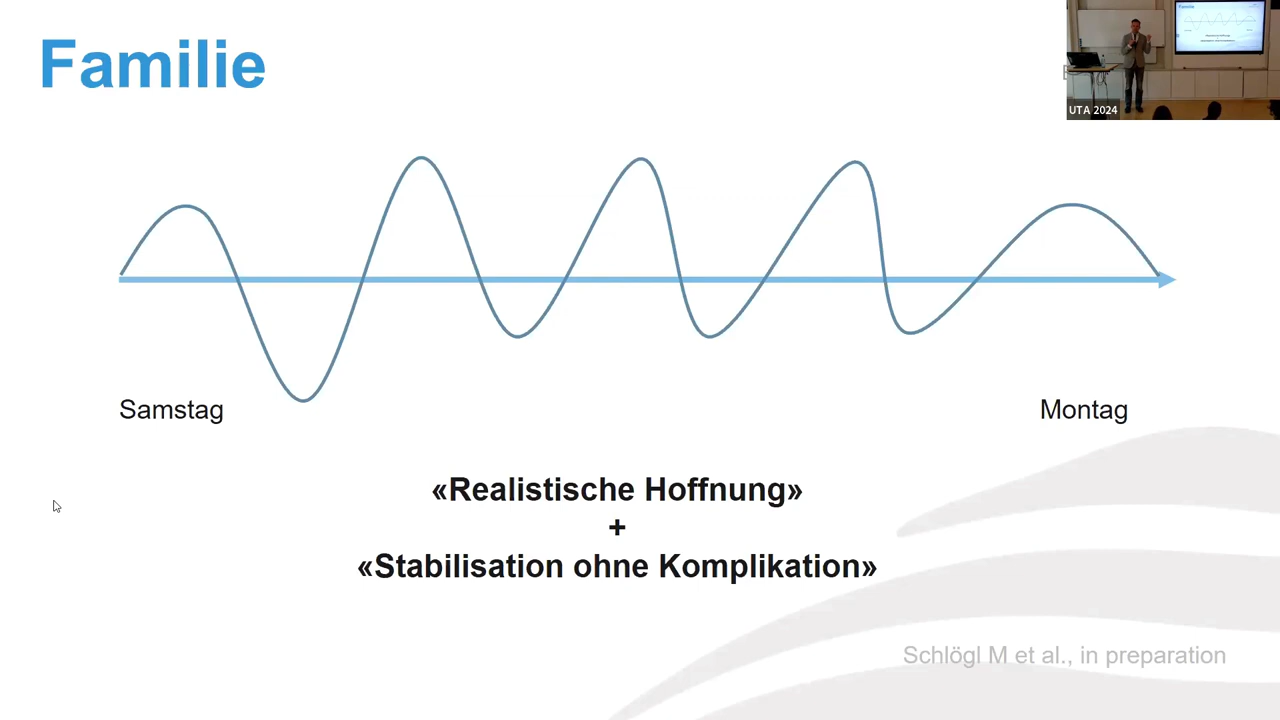 Familie
UTA 2024
Samstag
Montag
«Realistische Hoffnung»
+
«Stabilisation ohne Komplikation»
Schlögl M et al., in preparation